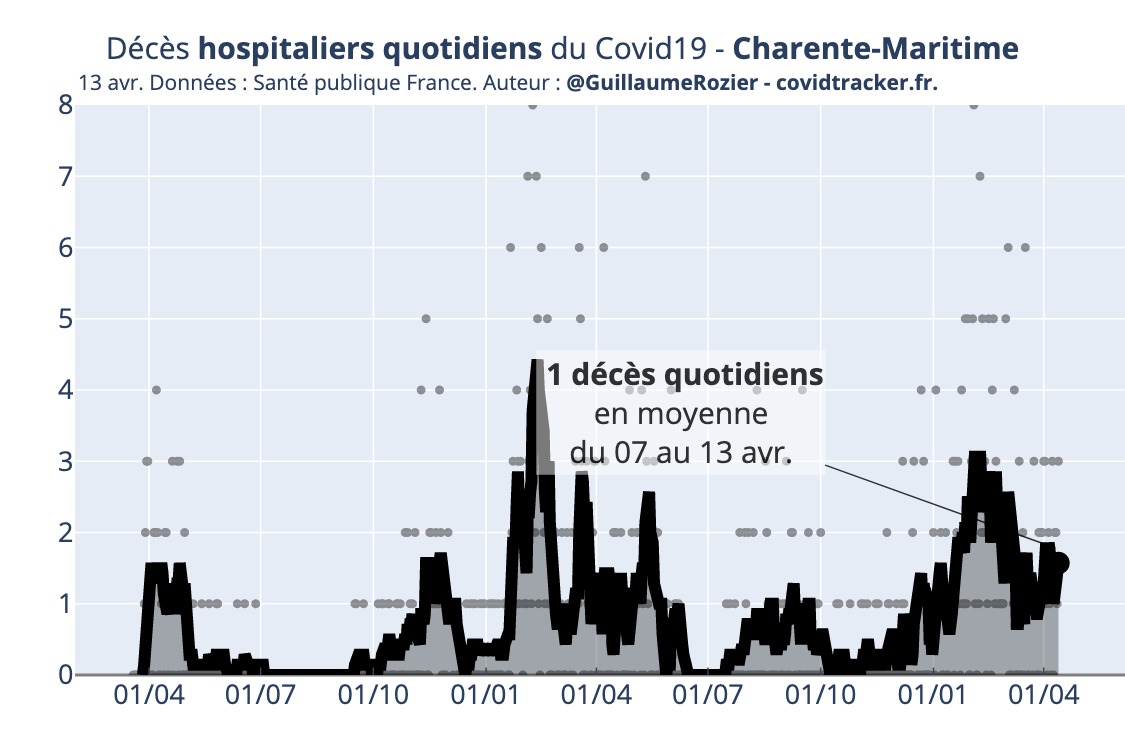 Décès hospitaliers quotidiens du Covid19 - Charente-Maritime
13 avr. Données : Santé publique France. Auteur : @GuillaumeRozier - covidtracker.fr.
8
7
6
5
4
3
2
1
0
1 décès quotidiens
en moyenne
du 07 au 13 avr.
01/04 01/07 01/10 01/01 01/04 01/07 01/10 01/01 01/04